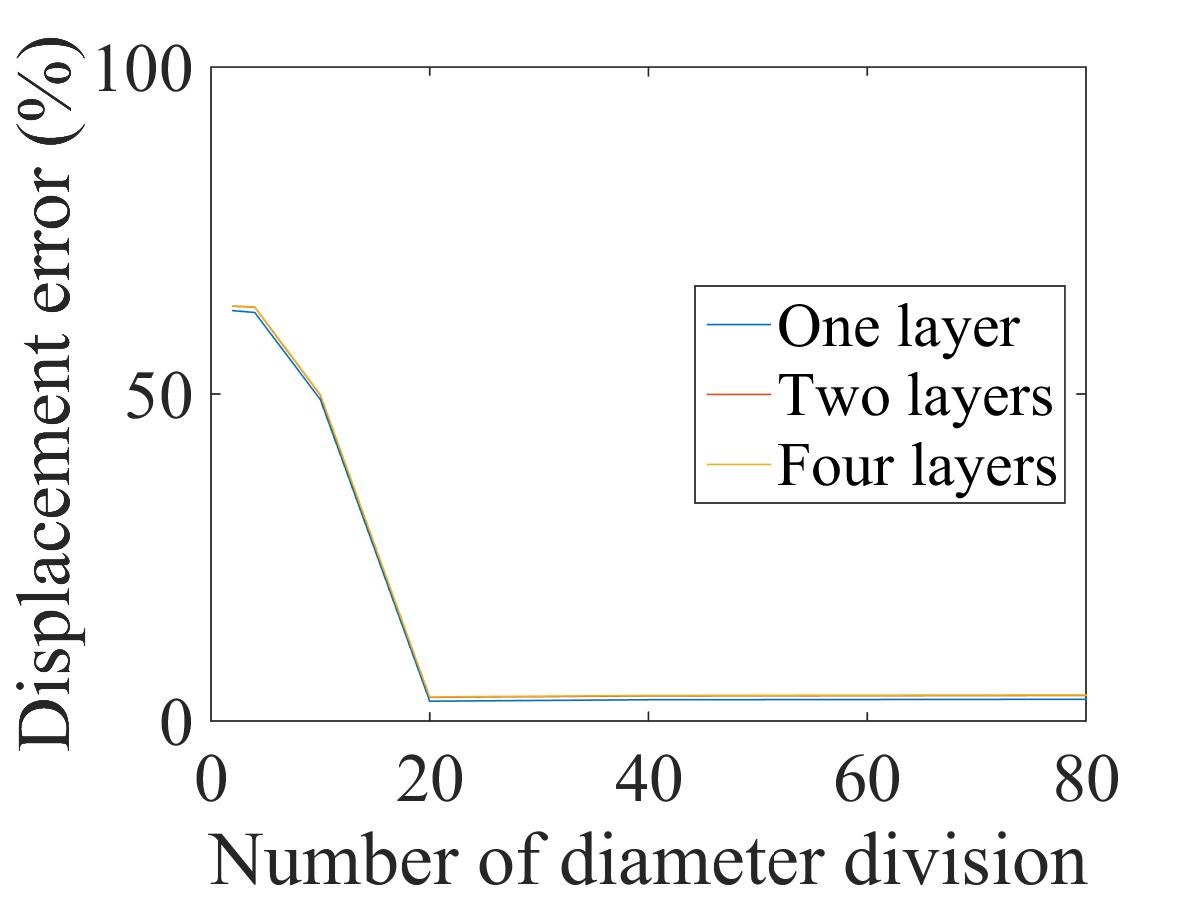 Displacement error (%)
100
50
0
One layer
Two layers
Four layers
0 20 40 60 80
Number of diameter division